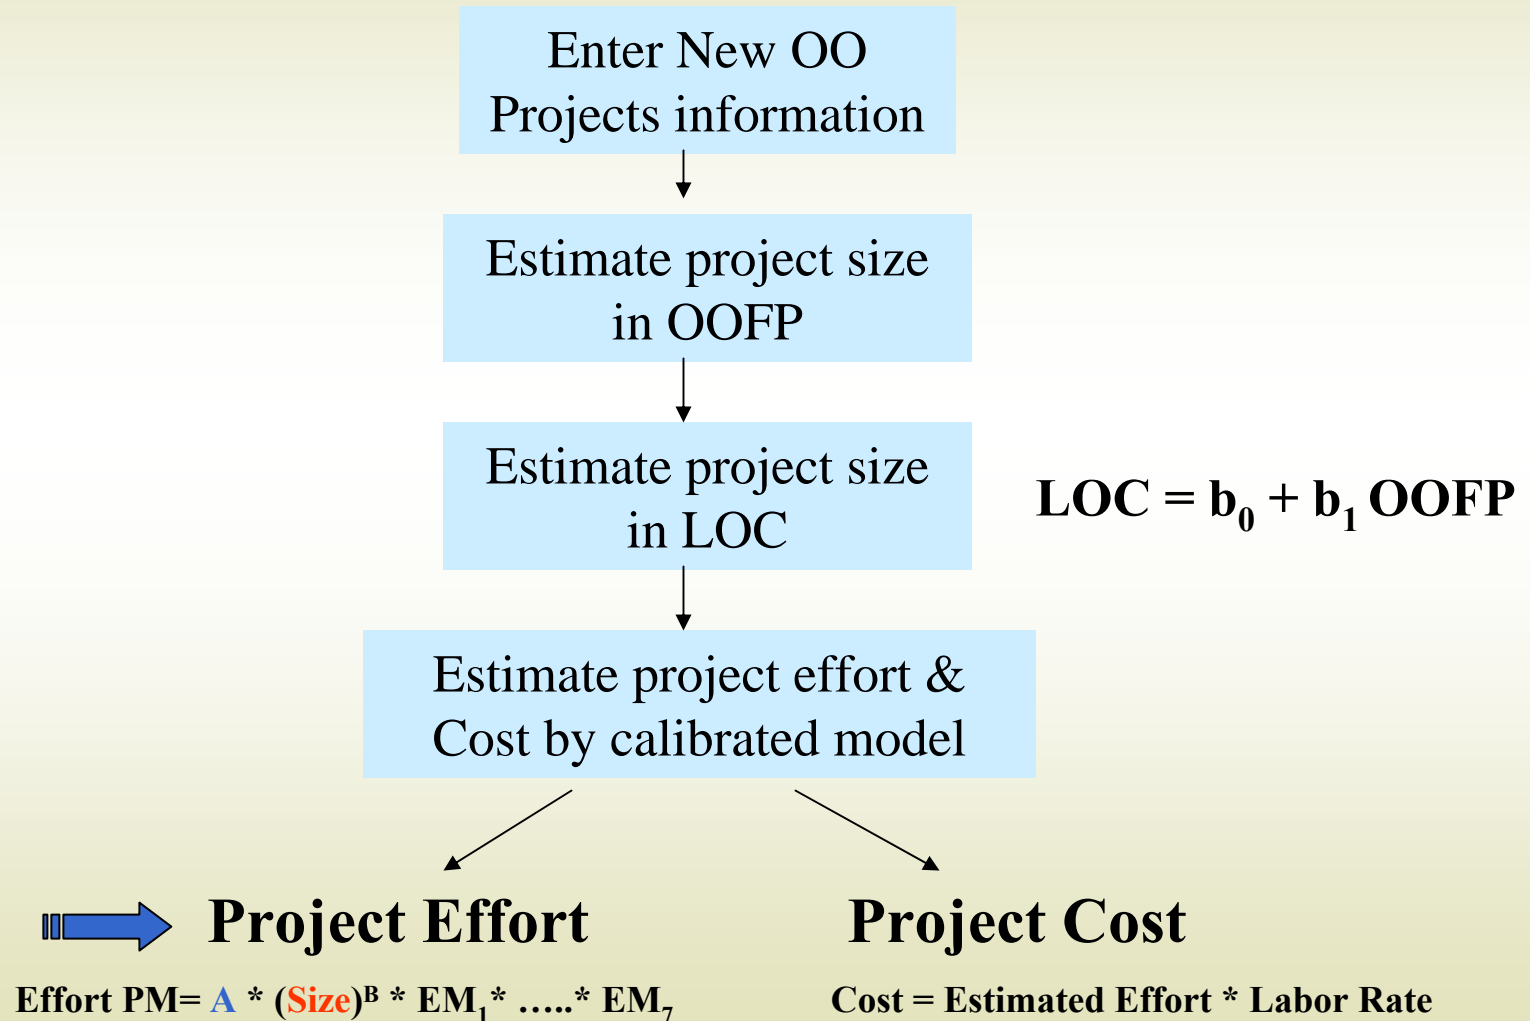 Enter New OO
Projects information
Estimate project size
in OOFP
Estimate project size
in LOC
LOC = b₀ + b₁ OOFP
Estimate project effort &
Cost by calibrated model
Project Effort
Project Cost
Effort PM= A * (Size)ᴮ * EM₁* …..* EM₇
Cost = Estimated Effort * Labor Rate